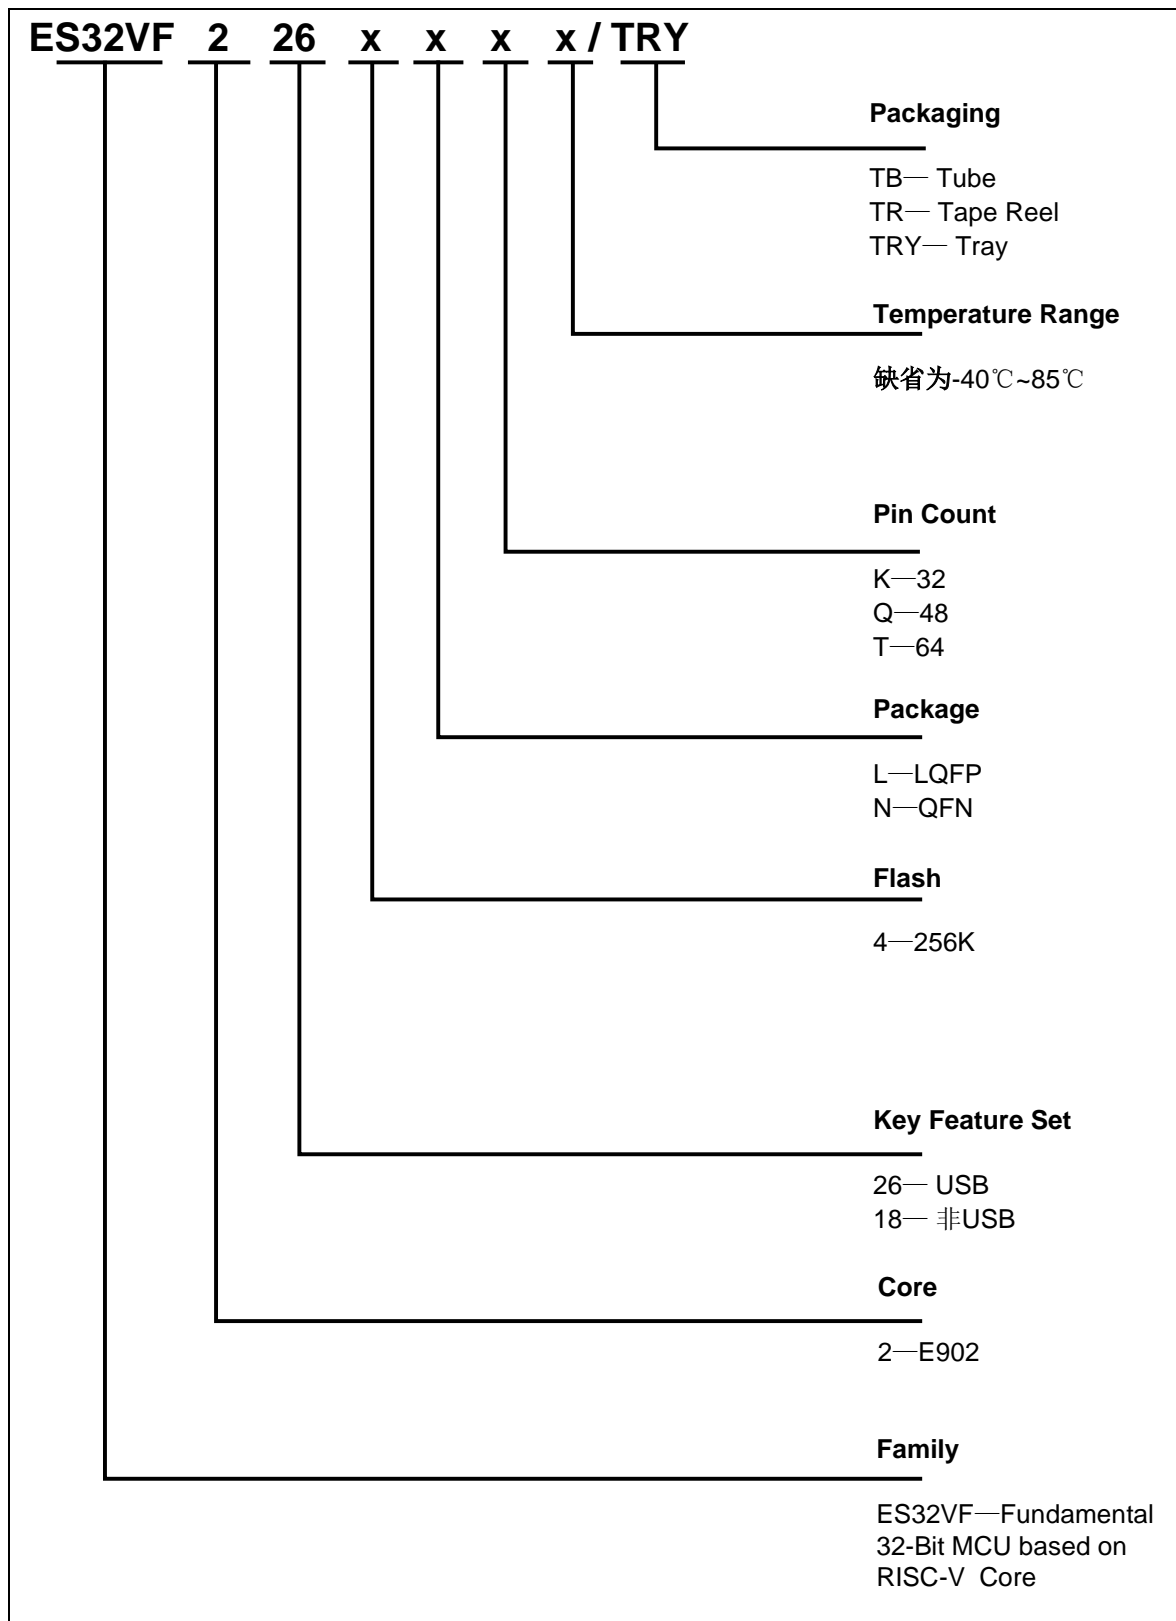 ES32VF 2 26 x x x x / TRY
Packaging
TB— Tube
TR— Tape Reel
TRY— Tray
Temperature Range
缺省为-40℃~85℃
Pin Count
K—32
Q—48
T—64
Package
L—LQFP
N—QFN
Flash
4—256K
Key Feature Set
26— USB
18— 非USB
Core
2—E902
Family
ES32VF—Fundamental
32-Bit MCU based on
RISC-V Core